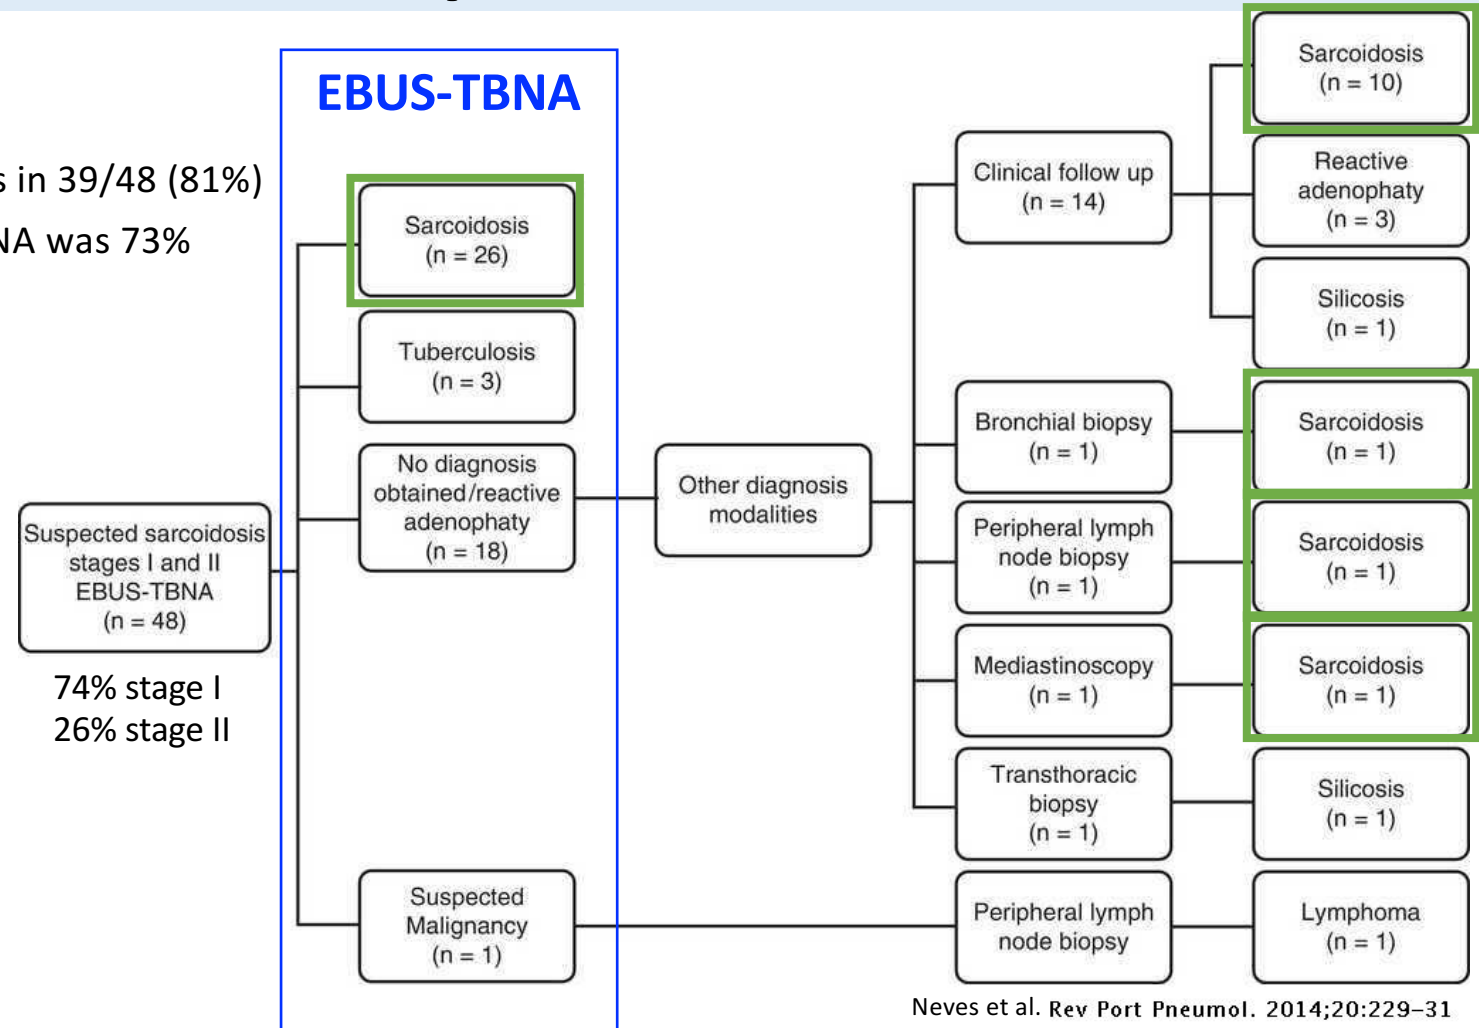 EBUS-TBNA
s in 39/48 (81%)
NA was 73%
Suspected sarcoidosis
stages I and II
EBUS-TBNA
(n = 48)
74% stage I
26% stage II
Sarcoidosis
(n = 26)
Tuberculosis
(n = 3)
No diagnosis
obtained/reactive
adenophaty
(n = 18)
Suspected
Malignancy
(n = 1)
Other diagnosis
modalities
Clinical follow up
(n = 14)
Bronchial biopsy
(n = 1)
Peripheral lymph
node biopsy
(n = 1)
Mediastinoscopy
(n = 1)
Transthoracic
biopsy
(n = 1)
Peripheral lymph
node biopsy
Sarcoidosis
(n = 10)
Reactive
adenophaty
(n = 3)
Silicosis
(n = 1)
Sarcoidosis
(n = 1)
Sarcoidosis
(n = 1)
Sarcoidosis
(n = 1)
Silicosis
(n = 1)
Lymphoma
(n = 1)
Neves et al. Rev Port Pneumol. 2014;20:229–31